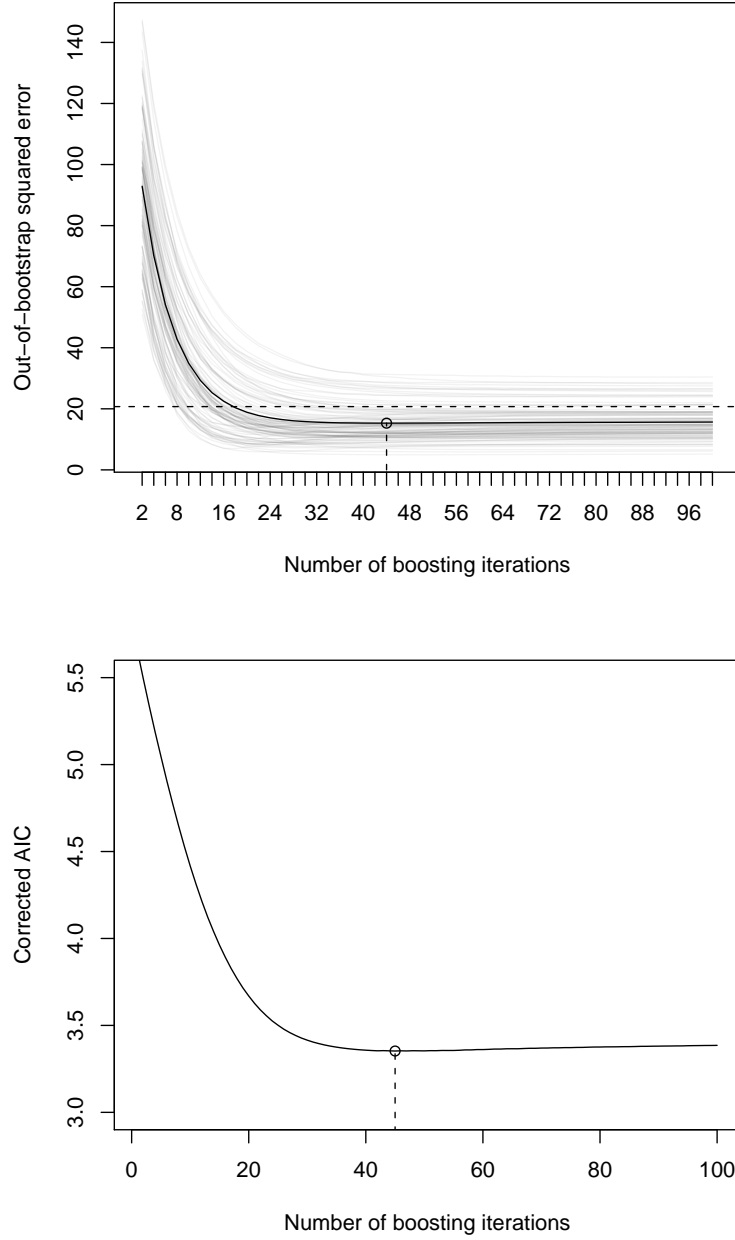 140
120
100
80
60
40
20
0
Out−of−bootstrap squared error
2 8 16 24 32 40 48 56 64 72 80 88 96
Number of boosting iterations
5.5
5.0
4.5
4.0
3.5
3.0
Corrected AIC
0 20 40 60 80 100
Number of boosting iterations